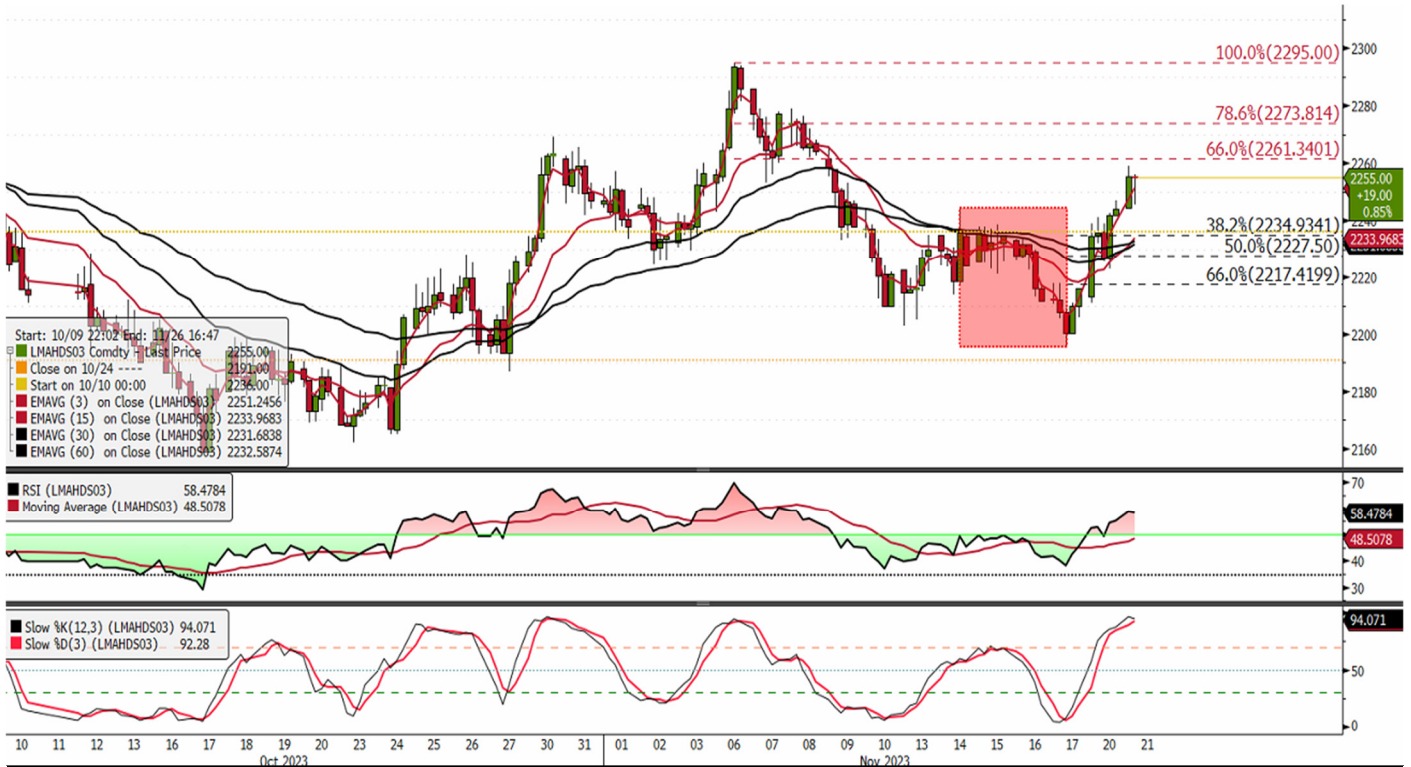 100.0%(2295.00)
78.6%(2273.814)
66.0%(2261.3401)
38.2%(2234.9341)
50.0%(2227.50)
66.0%(2217.4199)
2300
2280
2260
2255.00
+19.00
0.85%
2240
2233.9683
2220
2200
2180
2160
Start: 10/09 22:02 End: 11/26 16:47
LMAHDS03 Comdty - Last Price 2255.00
Close on 10/24 ---- 2191.00
Start on 10/10 00:00 2236.00
EMAVG (3) on Close (LMAHDS03) 2251.2456
EMAVG (15) on Close (LMAHDS03) 2233.9683
EMAVG (30) on Close (LMAHDS03) 2231.6838
EMAVG (60) on Close (LMAHDS03) 2232.5874
RSI (LMAHDS03) 58.4784
Moving Average (LMAHDS03) 48.5078
70
58.4784
48.5078
40
30
Slow %K(12,3) (LMAHDS03) 94.071
Slow %D(3) (LMAHDS03) 92.28
94.071
50
0
10 11 12 13 16 17 18 19 20 23 24 25 26 27 30 31 01 02 03 06 07 08 09 10 13 14 15 16 17 20 21
Oct 2023 Nov 2023